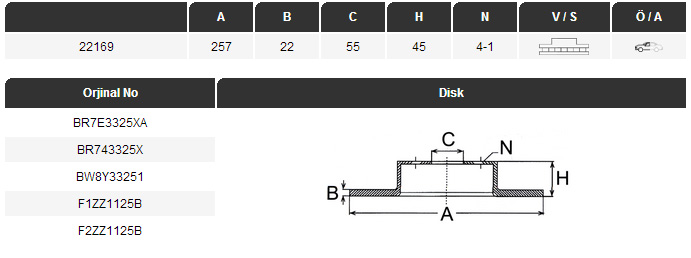 A B C H N V / S Ö / A
22169 257 22 55 45 4-1
Orjinal No Disk
BR7E3325XA
BR743325X
BW8Y33251
F1ZZ1125B
F2ZZ1125B
C
N
B
H
A